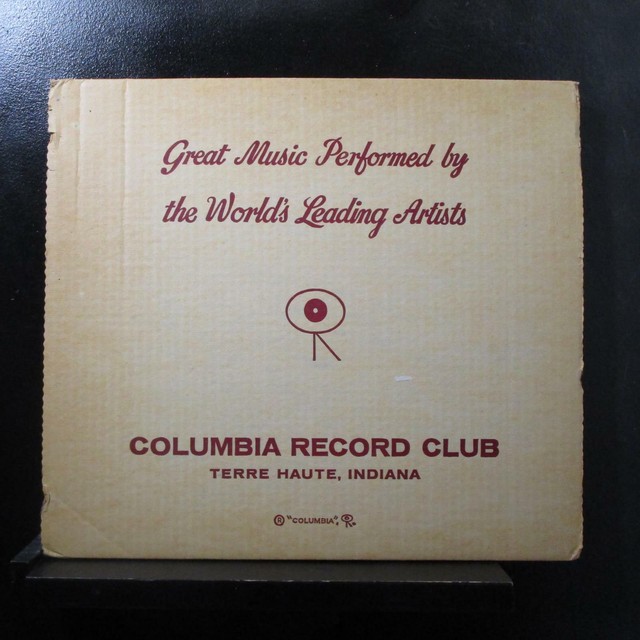 Great Music Performed by
the World's Leading Artists
COLUMBIA RECORD CLUB
TERRE HAUTE, INDIANA
® "COLUMBIA",